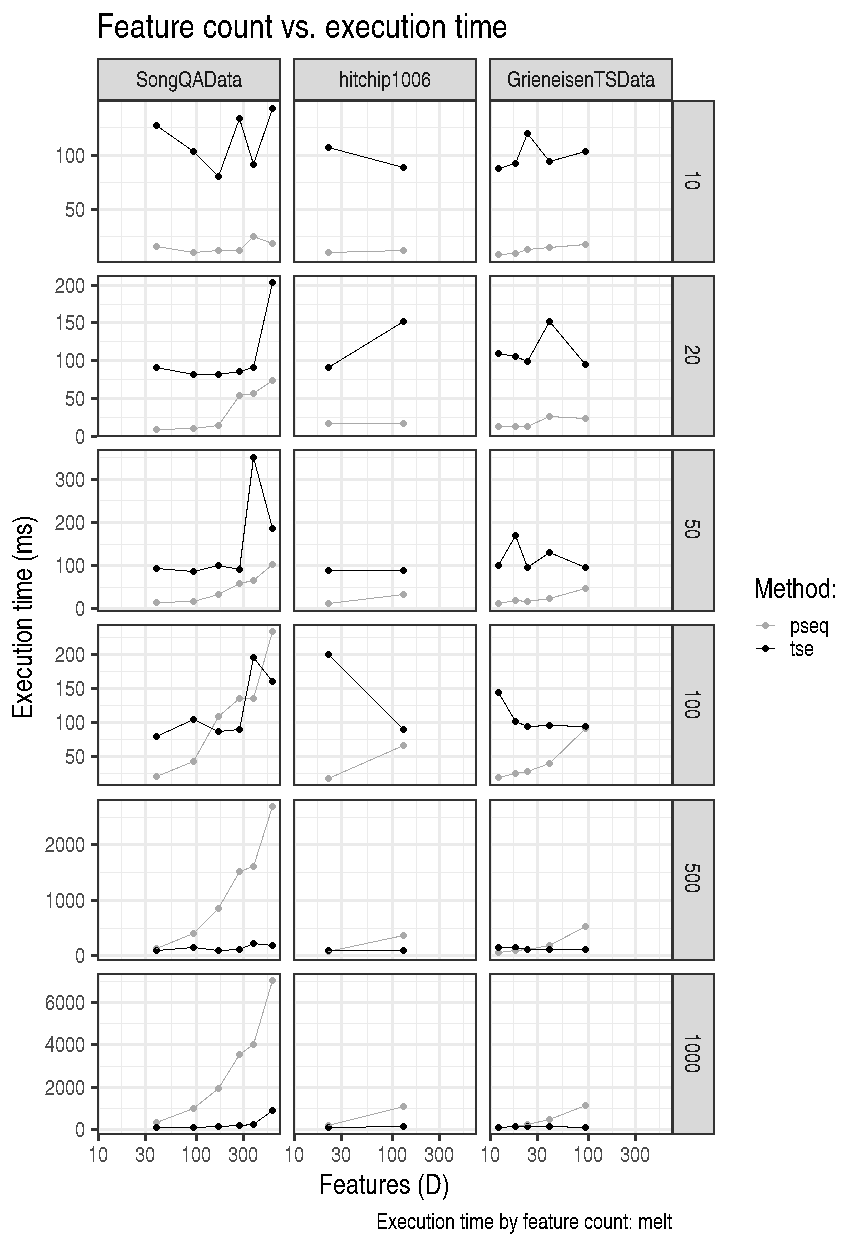 Feature count vs. execution time
SongQAData
hitchip1006
GrieneisenTSData
100
50
10
200
150
100
50
0
20
300
200
100
0
50
200
150
100
50
100
2000
1000
0
500
6000
4000
2000
0
1000
10 30 100 300
10 30 100 300
10 30 100 300
Execution time (ms)
Features (D)
Method:
pseq
tse
Execution time by feature count: melt